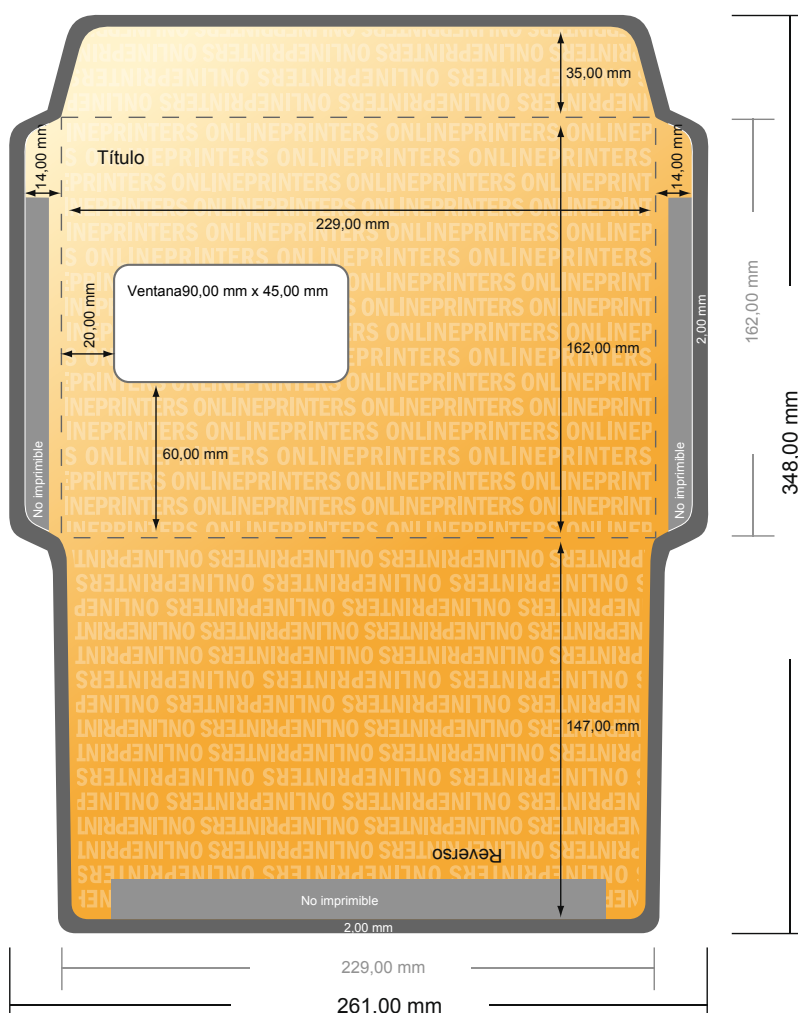 35,00 mm
14,00 mm
14,00 mm
Título
229,00 mm
Ventana90,00 mm x 45,00 mm
20,00 mm
162,00 mm
2,00 mm
162,00 mm
348,00 mm
60,00 mm
No imprimible
No imprimible
147,00 mm
Reverso
No imprimible
2,00 mm
229,00 mm
261,00 mm